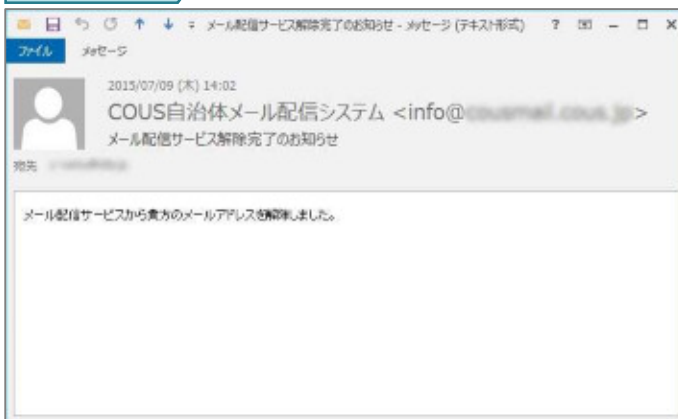 メール配信サービス解除完了のお知らせ - メッセージ (テキスト形式)
ファイル メッセージ
2015/07/09 (木) 14:02
COUS自治体メール配信システム <info@
メール配信サービス解除完了のお知らせ
宛先
メール配信サービスから貴方のメールアドレスを解除しました。